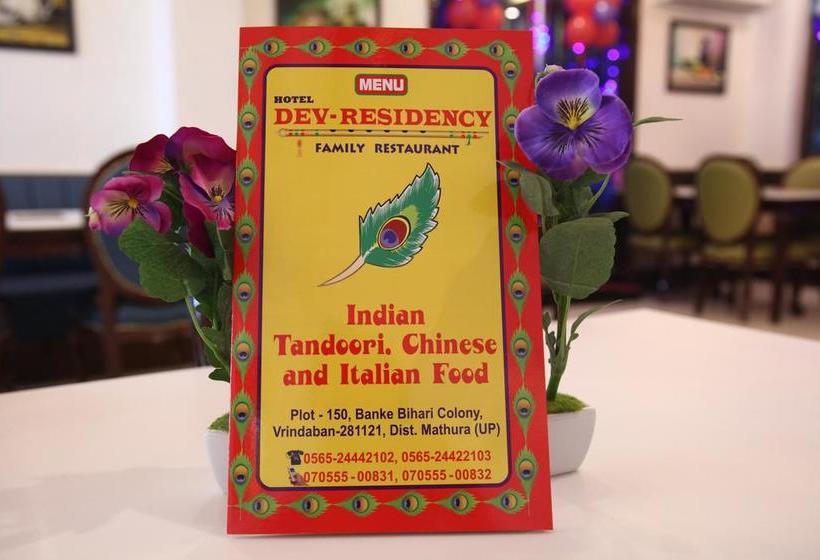 MENU
HOTEL
DEV-RESIDENCY
FAMILY RESTAURANT
Indian
Tandoori. Chinese
and Italian Food
Plot - 150, Banke Bihari Colony,
Vrindaban-281121, Dist. Mathura (UP)
0565-24442102, 0565-24422103
070555-00831, 070555-00832